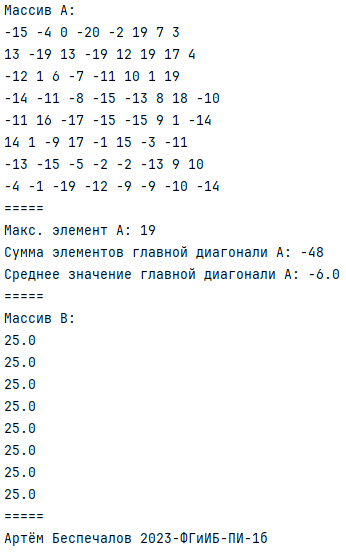 Массив A:
-15 -4 0 -20 -2 19 7 3
13 -19 13 -19 12 19 17 4
-12 1 6 -7 -11 10 1 19
-14 -11 -8 -15 -13 8 18 -10
-11 16 -17 -15 -15 9 1 -14
14 1 -9 17 -1 15 -3 -11
-13 -15 -5 -2 -2 -13 9 10
-4 -1 -19 -12 -9 -9 -10 -14
=====
Макс. элемент A: 19
Сумма элементов главной диагонали A: -48
Среднее значение главной диагонали A: -6.0
=====
Массив B:
25.0
25.0
25.0
25.0
25.0
25.0
25.0
25.0
=====
Артём Беспечалов 2023-ФГиИБ-ПИ-1б